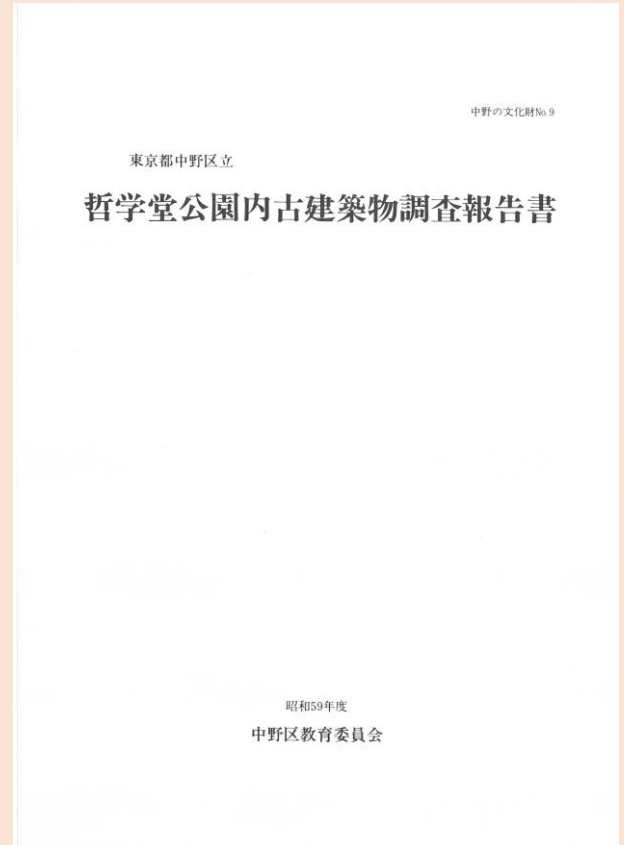 中野の文化財No.9
東京都中野区立
哲学堂公園内古建築物調査報告書
昭和59年度
中野区教育委員会